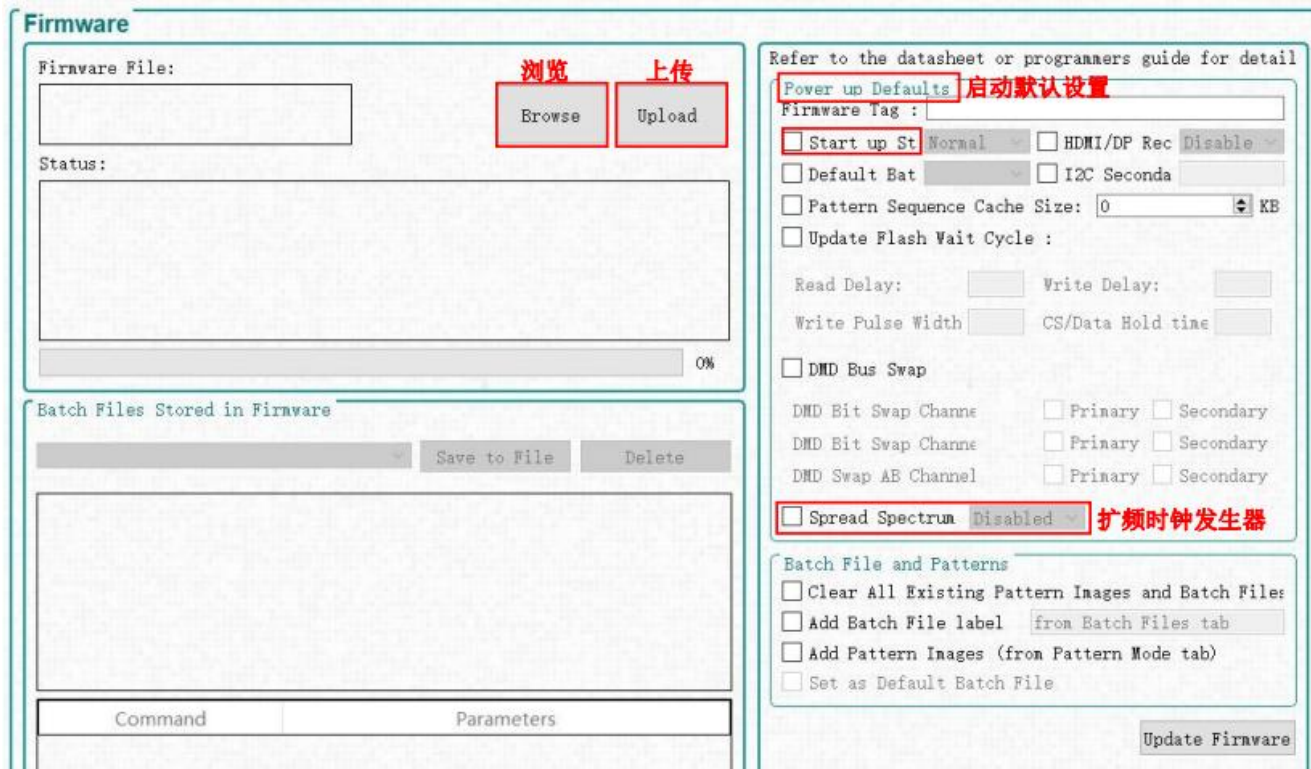 Firmware
Firmware File:
浏览 上传
Browse Upload
Status:
0%
Batch Files Stored in Firmware
Save to File Delete
Command Parameters
Refer to the datasheet or programmers guide for detail
Power up Defaults 启动默认设置
Firmware Tag :
Start up St Normal HDMI/DP Rec Disable
Default Bat I2C Seconda
Pattern Sequence Cache Size: 0 KB
Update Flash Wait Cycle :
Read Delay: Write Delay:
Write Pulse Width CS/Data Hold time
DMD Bus Swap
DMD Bit Swap Channe Primary Secondary
DMD Bit Swap Channe Primary Secondary
DMD Swap AB Channel Primary Secondary
Spread Spectrum Disabled 扩频时钟发生器
Batch File and Patterns
Clear All Existing Pattern Images and Batch Files
Add Batch File label from Batch Files tab
Add Pattern Images (from Pattern Mode tab)
Set as Default Batch File
Update Firmware